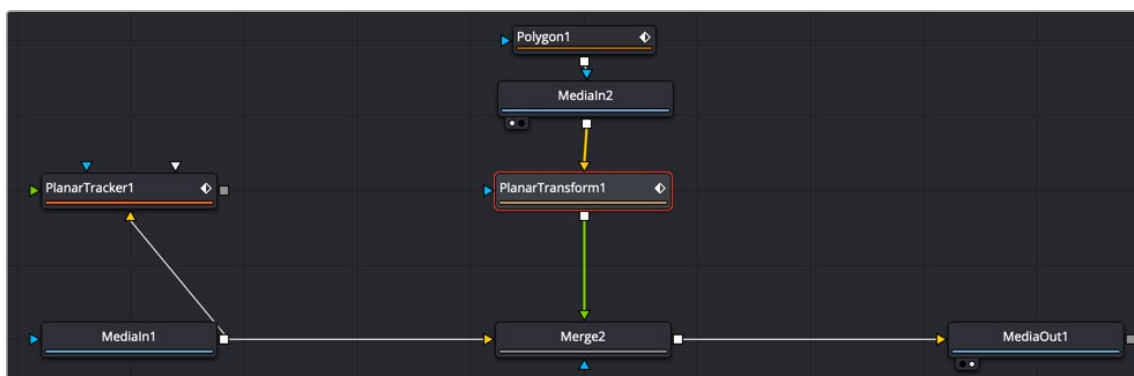 Polygon1
MediaIn2
PlanarTracker1
PlanarTransform1
MediaIn1
Merge2
MediaOut1